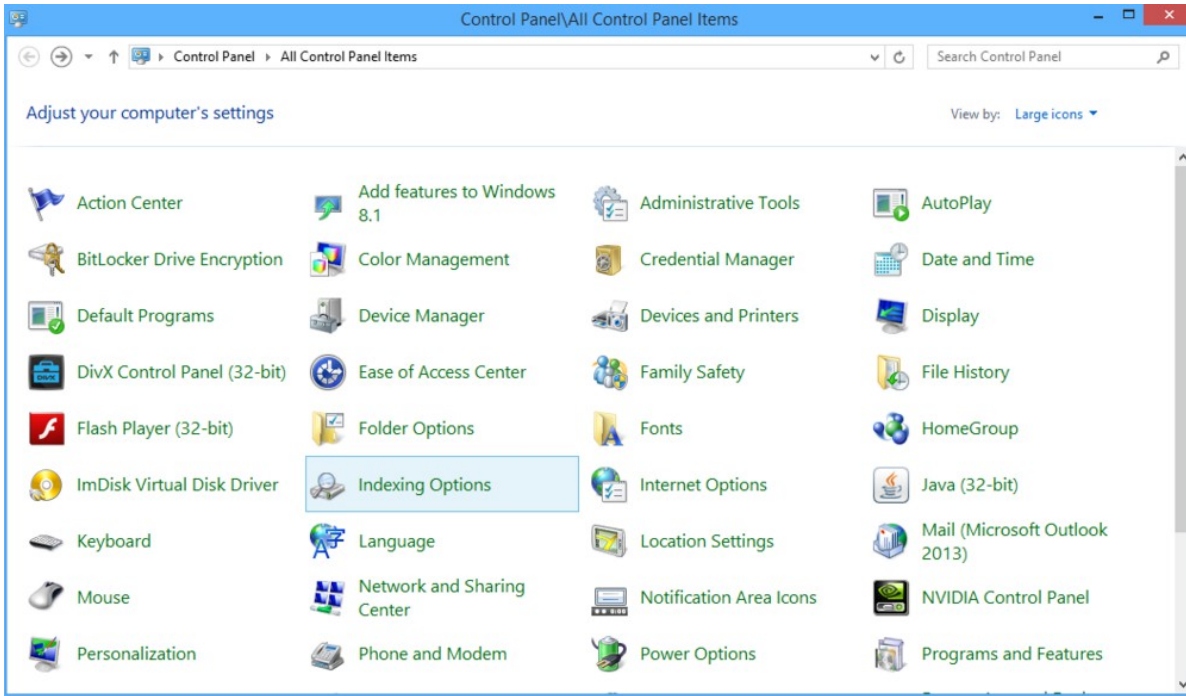 Control Panel\All Control Panel Items
Control Panel All Control Panel Items
Search Control Panel
Adjust your computer's settings
View by: Large icons
Action Center
Add features to Windows
8.1
Administrative Tools
AutoPlay
BitLocker Drive Encryption
Color Management
Credential Manager
Date and Time
Default Programs
Device Manager
Devices and Printers
Display
DivX Control Panel (32-bit)
Ease of Access Center
Family Safety
File History
Flash Player (32-bit)
Folder Options
Fonts
HomeGroup
ImDisk Virtual Disk Driver
Indexing Options
Internet Options
Java (32-bit)
Keyboard
Language
Location Settings
Mail (Microsoft Outlook
2013)
Mouse
Network and Sharing
Center
Notification Area Icons
NVIDIA Control Panel
Personalization
Phone and Modem
Power Options
Programs and Features